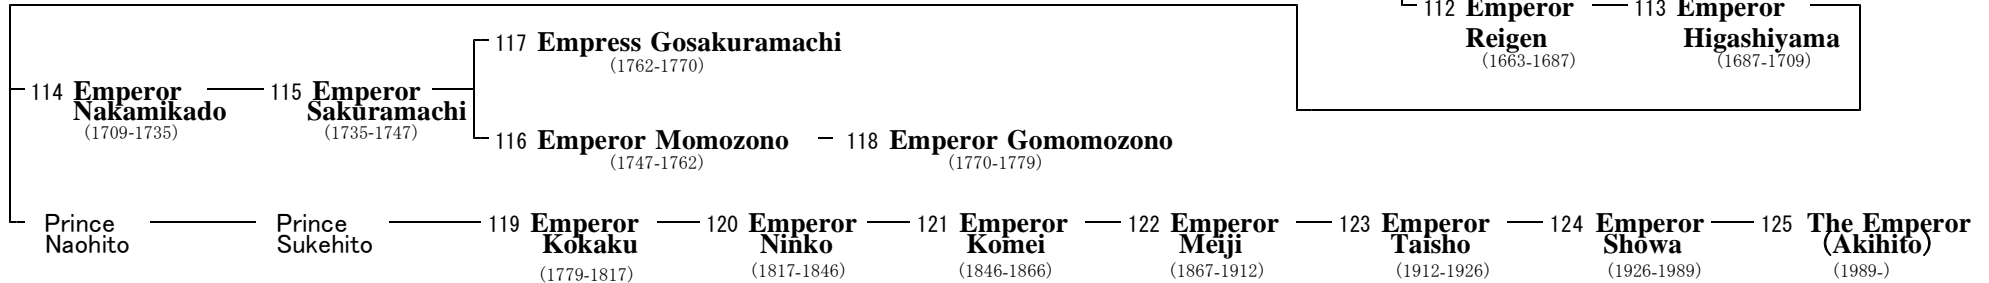 112 Emperor
Reigen
(1663-1687)
113 Emperor
Higashiyama
(1687-1709)
117 Empress Gosakuramachi
(1762-1770)
114 Emperor
Nakamikado
(1709-1735)
115 Emperor
Sakuramachi
(1735-1747)
116 Emperor Momozono
(1747-1762)
118 Emperor Gomomozono
(1770-1779)
Prince
Naohito
Prince
Sukehito
119 Emperor
Kokaku
(1779-1817)
120 Emperor
Ninko
(1817-1846)
121 Emperor
Komei
(1846-1866)
122 Emperor
Meiji
(1867-1912)
123 Emperor
Taisho
(1912-1926)
124 Emperor
Showa
(1926-1989)
125 The Emperor
(Akihito)
(1989-)